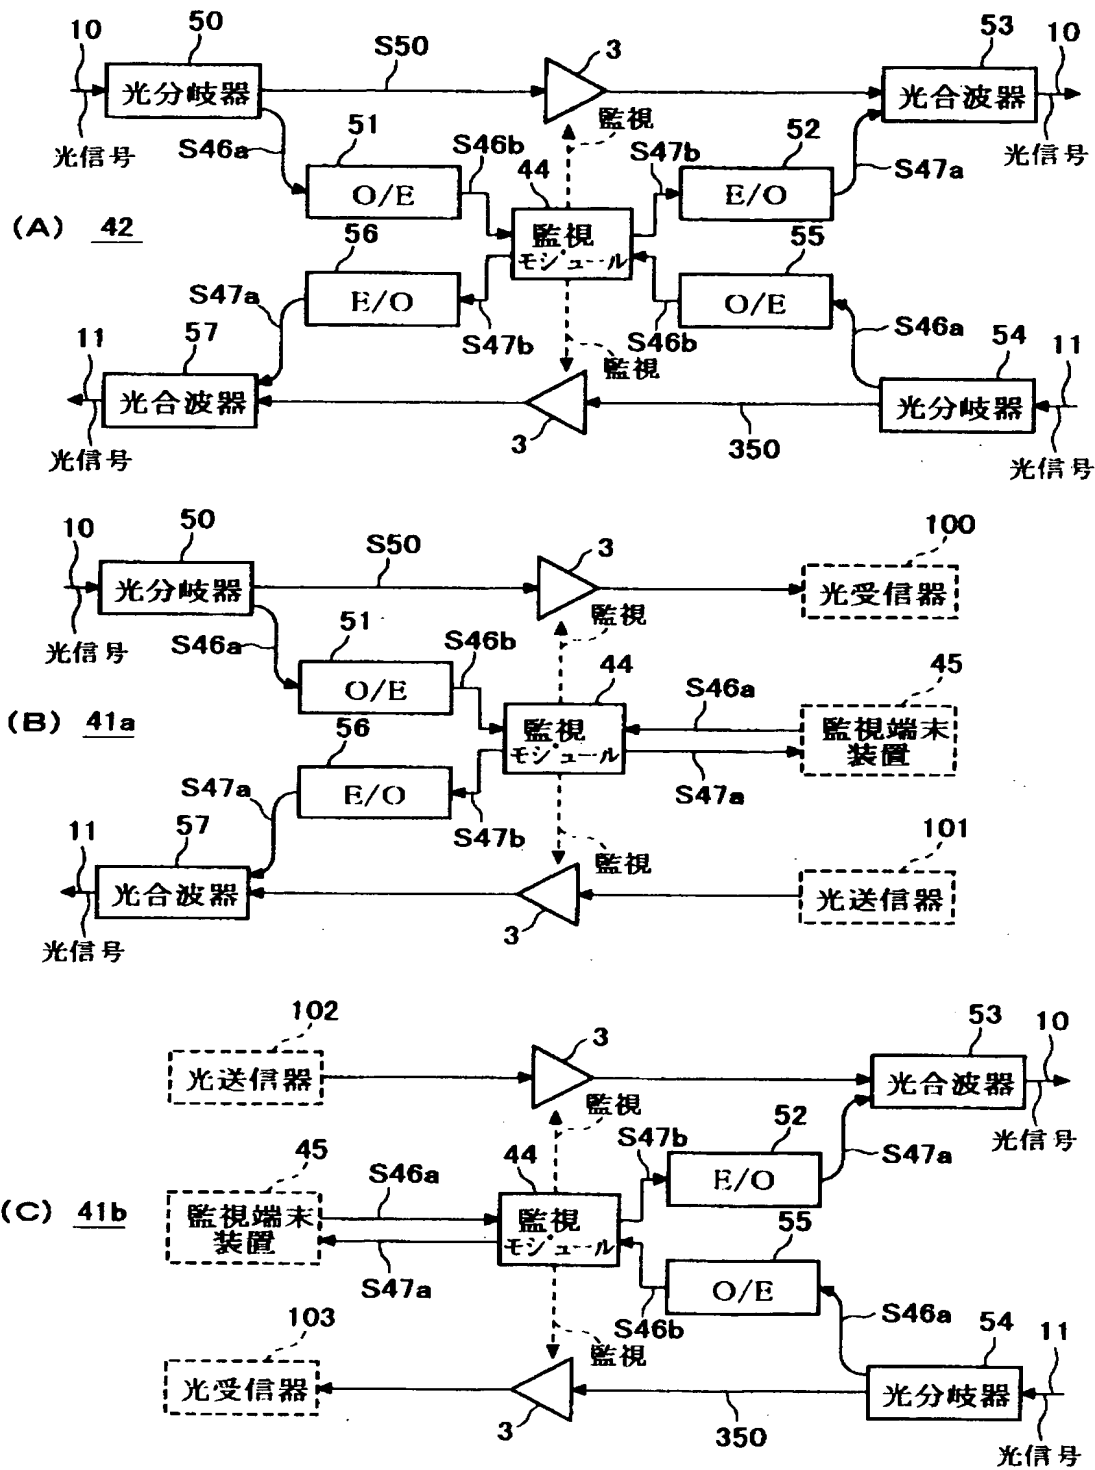 10 50 S50 3 53 10
光分岐器 光合波器
監視
光信号 S46a 51 S46b S47b 52 S47a 光信号
O/E 44 E/O
(A) 42 監視
モジュール
56 55
E/O O/E
S47a S47b S46b S46a
監視
11 57 54 11
光合波器 光分岐器
3 350
光信号 光信号
10 50 S50 3 100
光分岐器 光受信器
監視
光信号 S46a 51 S46b 44 S46a 45
O/E
(B) 41a 監視
モジュール 監視端末
装置
56
E/O
S47a S47b S47a
11 57 監視 101
光合波器 光送信器
3
光信号
102 3 53 10
光送信器 光合波器
監視
光信号
45 S46a 44 S47b 52 S47a
E/O
(C) 41b 監視端末
装置 監視
モジュール
S47a 55
O/E
S46b S46a
103 監視 54 11
光受信器 光分岐器
3 350
光信号